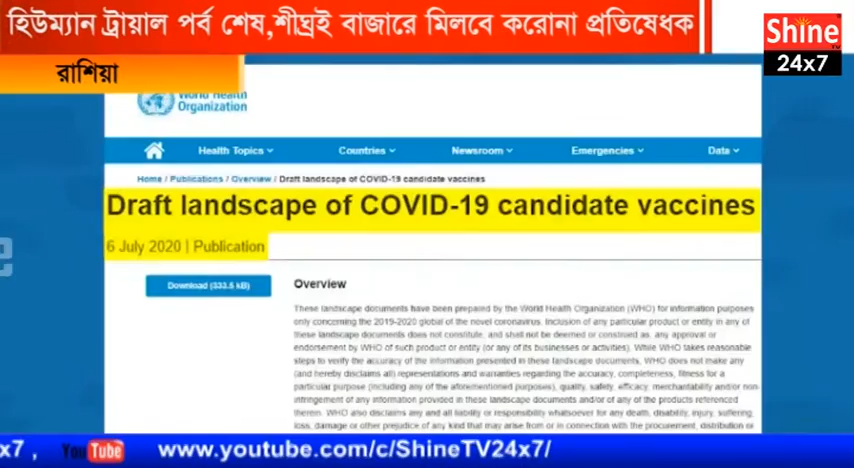 হিউম্যান ট্রায়াল পর্ব শেষ,শীঘ্রই বাজারে মিলবে করোনা প্রতিষেধক
Shine
TV
24x7
রাশিয়া
World Health
Organization
Health Topics
Countries
Newsroom
Emergencies
Data
Home / Publications / Overview / Draft landscape of COVID-19 candidate vaccines
Draft landscape of COVID-19 candidate vaccines
6 July 2020 | Publication
Download (333.5 kB)
Overview
These landscape documents have been prepared by the World Health Organization (WHO) for information purposes
only concerning the 2019-2020 global of the novel coronavirus. Inclusion of any particular product or entity in any of
these landscape documents does not constitute, and shall not be deemed or construed as, any approval or
endorsement by WHO of such product or entity (or any of its businesses or activities). While WHO takes reasonable
steps to verify the accuracy of the information presented in these landscape documents, WHO does not make any
(and hereby disclaims all) representations and warranties regarding the accuracy, completeness, fitness for a
particular purpose (including any of the aforementioned purposes), quality, safety, efficacy, merchantability and/or non-
infringement of any information provided in these landscape documents and/or of any of the products referenced
therein. WHO also disclaims any and all liability or responsibility whatsoever for any death, disability, injury, suffering,
loss, damage or other prejudice of any kind that may arise from or in connection with the procurement, distribution or
x7 , YouTube www.youtube.com/c/ShineTV24x7/